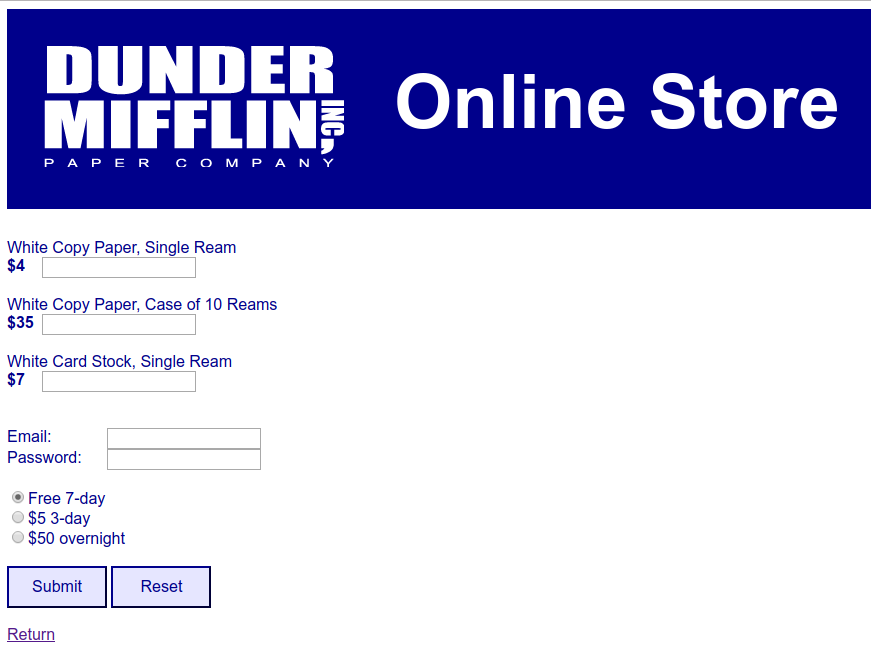 DUNDER
MIFFLIN INC,
PAPER COMPANY
Online Store
White Copy Paper, Single Ream
$4
White Copy Paper, Case of 10 Reams
$35
White Card Stock, Single Ream
$7
Email:
Password:
Free 7-day
$5 3-day
$50 overnight
Submit Reset
Return